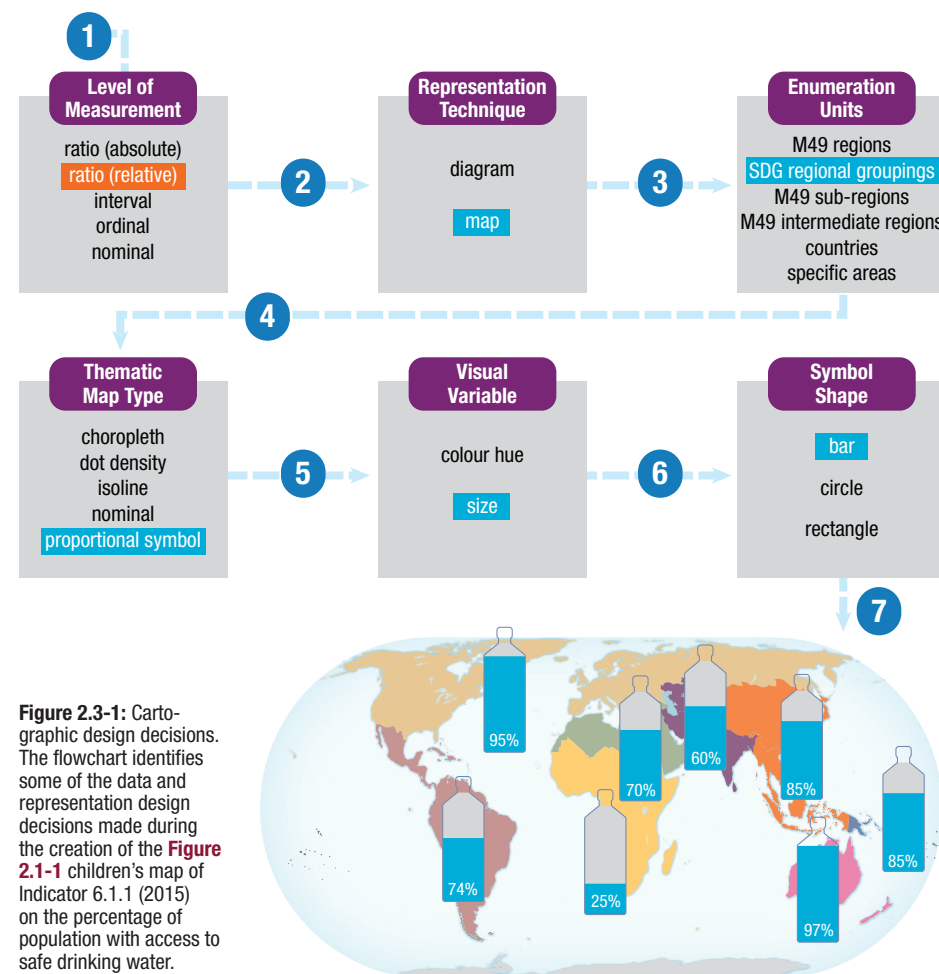 1
Level of
Measurement
ratio (absolute)
ratio (relative)
interval
ordinal
nominal
2
Representation
Technique
diagram
map
3
Enumeration
Units
M49 regions
SDG regional groupings
M49 sub-regions
M49 intermediate regions
countries
specific areas
4
Thematic
Map Type
choropleth
dot density
isoline
nominal
proportional symbol
5
Visual
Variable
colour hue
size
6
Symbol
Shape
bar
circle
rectangle
7
Figure 2.3-1: Carto-
graphic design decisions.
The flowchart identifies
some of the data and
representation design
decisions made during
the creation of the Figure
2.1-1 children’s map of
Indicator 6.1.1 (2015)
on the percentage of
population with access to
safe drinking water.
95%
74%
25%
70%
60%
85%
97%
85%